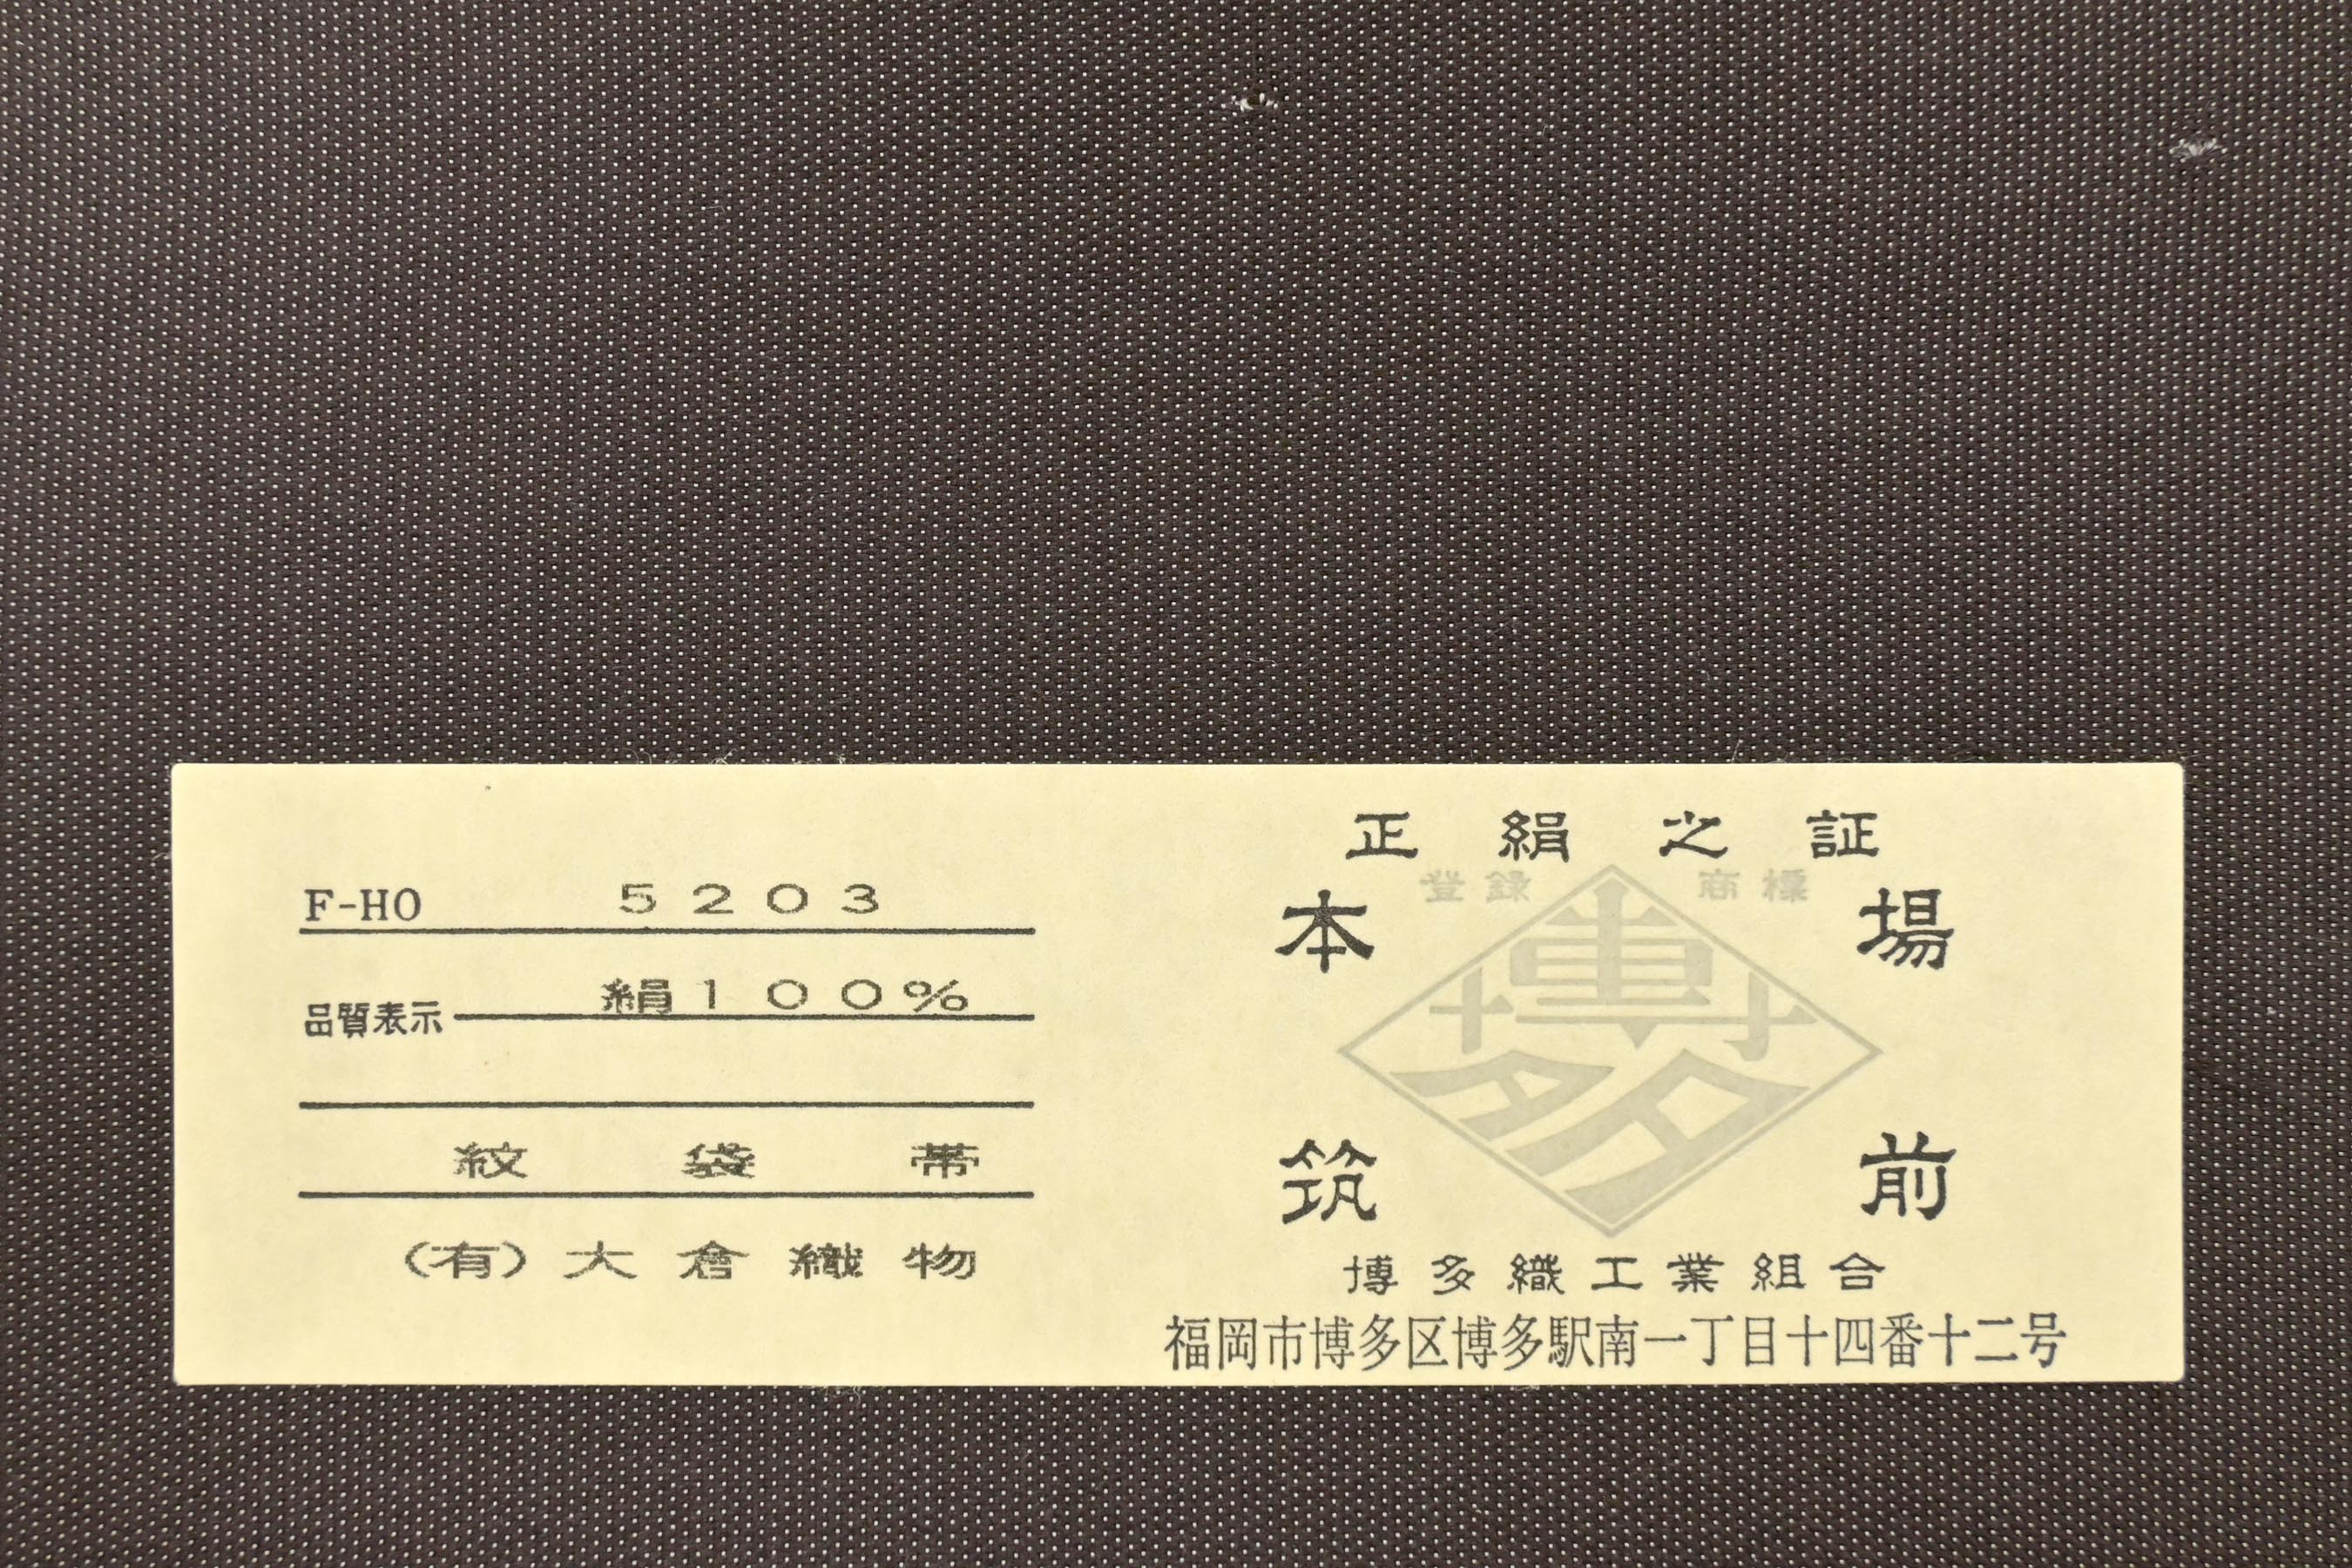 F-HO ５２０３
品質表示 絹１００％
紋袋帯
（有）大倉織物
正絹之証
登録 商標
本場
博多
筑前
博多織工業組合
福岡市博多区博多駅南一丁目十四番十二号